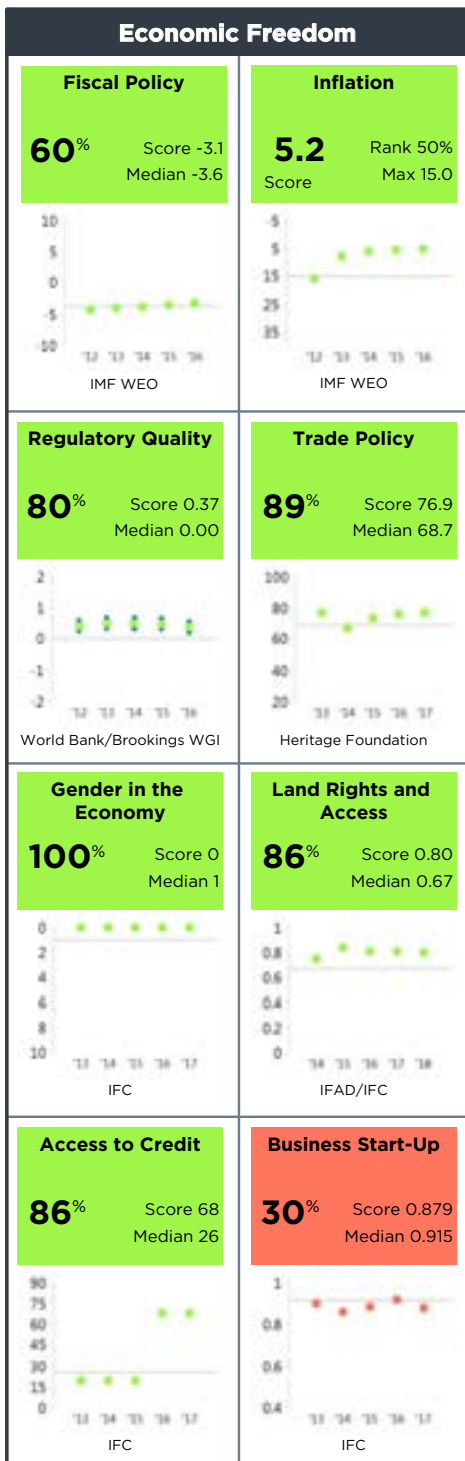 Economic Freedom
Fiscal Policy
60%
Score -3.1
Median -3.6
10
5
0
-5
-10
'12 '13 '14 '15 '16
IMF WEO
Inflation
5.2
Score
Rank 50%
Max 15.0
-5
5
15
25
35
'12 '13 '14 '15 '16
IMF WEO
Regulatory Quality
80%
Score 0.37
Median 0.00
2
1
0
-1
-2
'12 '13 '14 '15 '16
World Bank/Brookings WGI
Trade Policy
89%
Score 76.9
Median 68.7
100
80
60
40
20
'13 '14 '15 '16 '17
Heritage Foundation
Gender in the
Economy
100%
Score 0
Median 1
0
2
4
6
8
10
'13 '14 '15 '16 '17
IFC
Land Rights and
Access
86%
Score 0.80
Median 0.67
1
0.8
0.6
0.4
0.2
0
'14 '15 '16 '17 '18
IFAD/IFC
Access to Credit
86%
Score 68
Median 26
90
75
60
45
30
15
0
'13 '14 '15 '16 '17
IFC
Business Start-Up
30%
Score 0.879
Median 0.915
1
0.8
0.6
0.4
'13 '14 '15 '16 '17
IFC